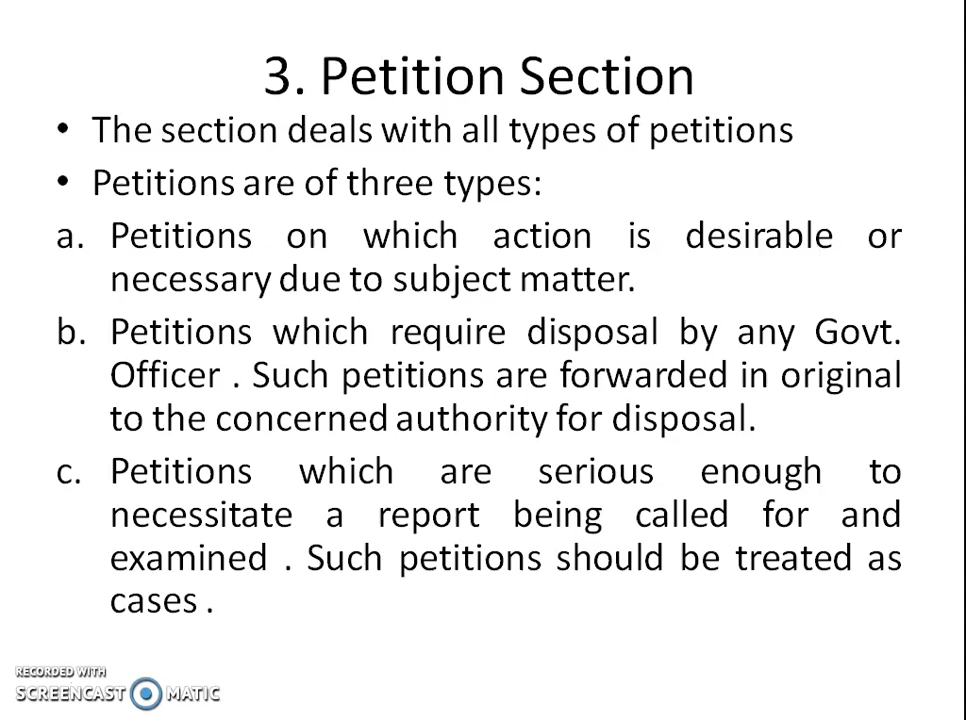 3. Petition Section
• The section deals with all types of petitions
• Petitions are of three types:
a. Petitions on which action is desirable or
necessary due to subject matter.
b. Petitions which require disposal by any Govt.
Officer . Such petitions are forwarded in original
to the concerned authority for disposal.
c. Petitions which are serious enough to
necessitate a report being called for and
examined . Such petitions should be treated as
cases .
RECORDED WITH
SCREENCAST MATIC